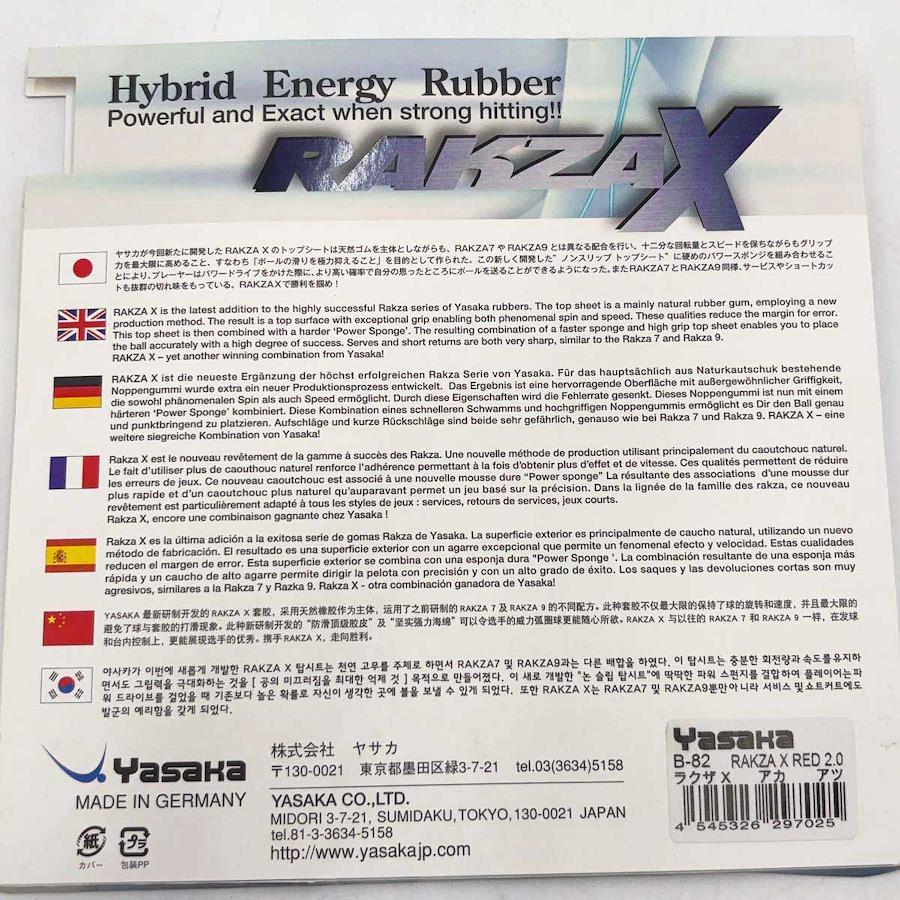 Hybrid Energy Rubber
Powerful and Exact when strong hitting!!
RAKZA X
ヤサカが今回新たに開発した RAKZA X のトップシートは天然ゴムを主体としながらも、RAKZA7 や RAKZA9 とは異なる配合を行い、十二分な回転量とスピードを保ちながらもグリップ
力を最大限に高めること、すなわち「ボールの滑りを極力抑えること」を目的として作られた。この新しく開発した"ノンスリップ トップシート"に硬めのパワースポンジを組み合わせるこ
とにより、プレーヤーはパワードライブをかけた際に、より高い確率で自分の思ったところにボールを送ることができるようになった。またRAKZA7とRAKZA9同様、サービスやショートカット
も抜群の切れ味をもっている。RAKZAXで勝利を掴め！
RAKZA X is the latest addition to the highly successful Rakza series of Yasaka rubbers. The top sheet is a mainly natural rubber gum, employing a new
production method. The result is a top surface with exceptional grip enabling both phenomenal spin and speed. These qualities reduce the margin for error.
This top sheet is then combined with a harder 'Power Sponge'. The resulting combination of a faster sponge and high grip top sheet enables you to place
the ball accurately with a high degree of success. Serves and short returns are both very sharp, similar to the Rakza 7 and Rakza 9.
RAKZA X – yet another winning combination from Yasaka!
RAKZA X ist die neueste Ergänzung der höchst erfolgreichen Rakza Serie von Yasaka. Für das hauptsächlich aus Naturkautschuk bestehende
Noppengummi wurde extra ein neuer Produktionsprozess entwickelt. Das Ergebnis ist eine hervorragende Oberfläche mit außergewöhnlicher Griffigkeit,
die sowohl phänomenalen Spin als auch Speed ermöglicht. Durch diese Eigenschaften wird die Fehlerrate gesenkt. Dieses Noppengummi ist nun mit einem
härteren 'Power Sponge' kombiniert. Diese Kombination eines schnelleren Schwamms und hochgriffigen Noppengummis ermöglicht es Dir den Ball genau
und punktbringend zu platzieren. Aufschläge und kurze Rückschläge sind beide sehr gefährlich, genauso wie bei Rakza 7 und Rakza 9. RAKZA X – eine
weitere siegreiche Kombination von Yasaka!
Rakza X est le nouveau revêtement de la gamme à succès des Rakza. Une nouvelle méthode de production utilisant principalement du caoutchouc naturel.
Le fait d'utiliser plus de caouthouc naturel renforce l'adhérence permettant à la fois d'obtenir plus d'effet et de vitesse. Ces qualités permettent de réduire
les erreurs de jeux. Ce nouveau caoutchouc est associé à une nouvelle mousse dure "Power sponge" La résultante des associations d'une mousse dur
plus rapide et d'un caoutchouc plus naturel qu'auparavant permet un jeu basé sur la précision. Dans la lignée de la famille des rakza, ce nouveau
revêtement est particulièrement adapté à tous les styles de jeux : services, retours de services, jeux courts.
Rakza X, encore une combinaison gagnante chez Yasaka !
Rakza X es la última adición a la exitosa serie de gomas Rakza de Yasaka. La superficie exterior es principalmente de caucho natural, utilizando un nuevo
método de fabricación. El resultado es una superficie exterior con un agarre excepcional que permite un fenomenal efecto y velocidad. Estas cualidades
reducen el margen de error. Esta superficie exterior se combina con una esponja dura "Power Sponge '. La combinación resultante de una esponja más
rápida y un caucho de alto agarre permite dirigir la pelota con precisión y con un alto grado de éxito. Los saques y las devoluciones cortas son muy
agresivos, similares a la Rakza 7 y Razka 9. Rakza X - otra combinación ganadora de Yasaka!
YASAKA 最新研制开发的 RAKZA X 套胶，采用天然橡胶作为主体，运用了之前研制的 RAKZA 7 及 RAKZA 9 的不同配方。此种套胶不仅最大限的保持了球的旋转和速度，并且最大的
避免了球与套胶的打滑现象。此种新研制开发的"防滑顶级胶皮"及"坚实强力海绵"可以令选手的威力弧圈球更能随心所欲。RAKZA X 与以往的 RAKZA 7 和 RAKZA 9 一样，在发球
和台内控制上，更能展现选手的优秀。携手 RAKZA X，走向胜利。
야사카가 이번에 새롭게 개발한 RAKZA X 탑시트는 천연 고무를 주체로 하면서 RAKZA7 및 RAKZA9과는 다른 배합을 하였다. 이 탑시트는 충분한 회전량과 속도를유지하
면서도 그립력을 극대화하는 것을 [ 공의 미끄러짐을 최대한 억제 것 ] 목적으로 만들어졌다. 이 새로 개발한 "논 슬립 탑시트"에 딱딱한 파워 스펀지를 결합하여 플레이어는파
워 드라이브를 걸었을 때 기존보다 높은 확률로 자신이 생각한 곳에 볼을 보낼 수 있게 되었다. 또한 RAKZA X는 RAKZA7 및 RAKZA9뿐만아니라 서비스 및쇼트커트에도
발군의 예리함을 갖게 되었다.
Yasaka
MADE IN GERMANY
紙
カバー
プラ
包装PP
株式会社 ヤサカ
〒130-0021 東京都墨田区緑3-7-21 tel.03(3634)5158
YASAKA CO.,LTD.
MIDORI 3-7-21, SUMIDAKU,TOKYO,130-0021 JAPAN
tel.81-3-3634-5158
http://www.yasakajp.com
Yasaka
B-82 RAKZA X RED 2.0
ラクザ X アカ アツ
4 545326 297025